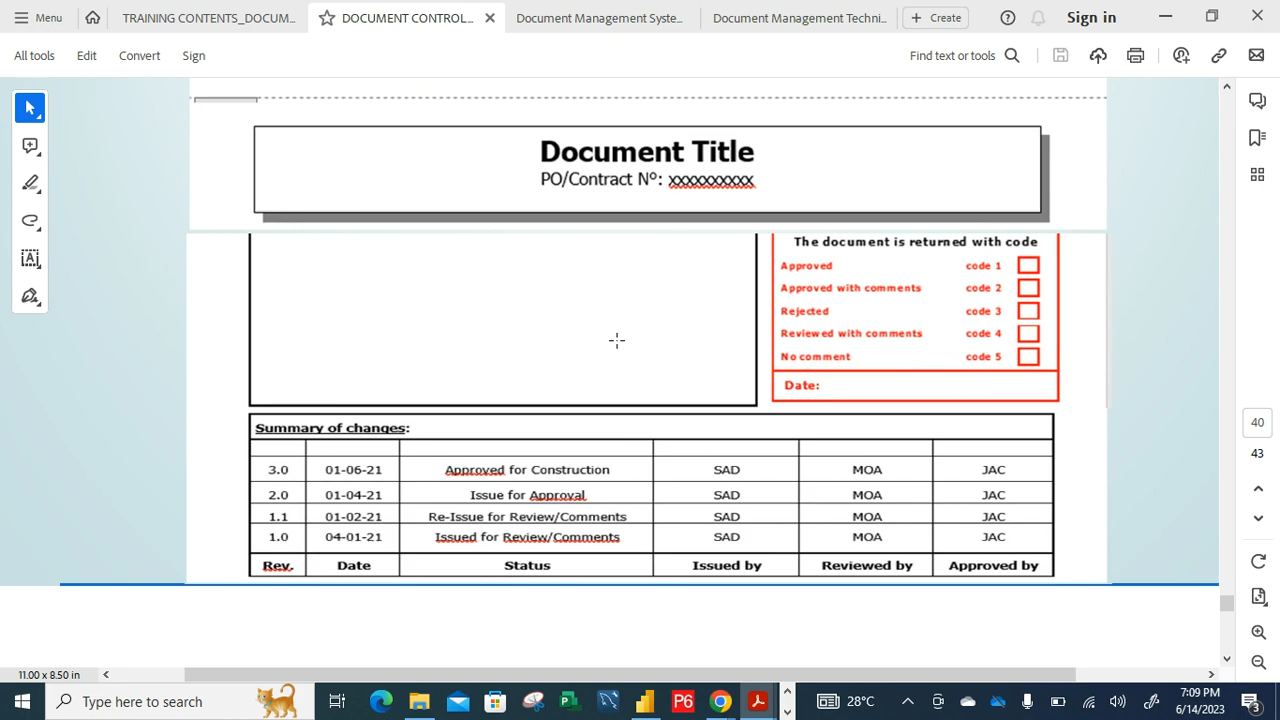 Menu
TRAINING CONTENTS_DOCUM...
DOCUMENT CONTROL...
Document Management Syste...
Document Management Techni...
Create
Sign in
All tools Edit Convert Sign
Find text or tools
Document Title
PO/Contract Nº: xxxxxxxxxx
The document is returned with code
Approved code 1
Approved with comments code 2
Rejected code 3
Reviewed with comments code 4
No comment code 5
Date:
Summary of changes:
3.0 01-06-21 Approved for Construction SAD MOA JAC
2.0 01-04-21 Issue for Approval SAD MOA JAC
1.1 01-02-21 Re-Issue for Review/Comments SAD MOA JAC
1.0 04-01-21 Issued for Review/Comments SAD MOA JAC
Rev. Date Status Issued by Reviewed by Approved by
40
43
11.00 x 8.50 in
Type here to search
P6
28°C
7:09 PM
6/14/2023
3